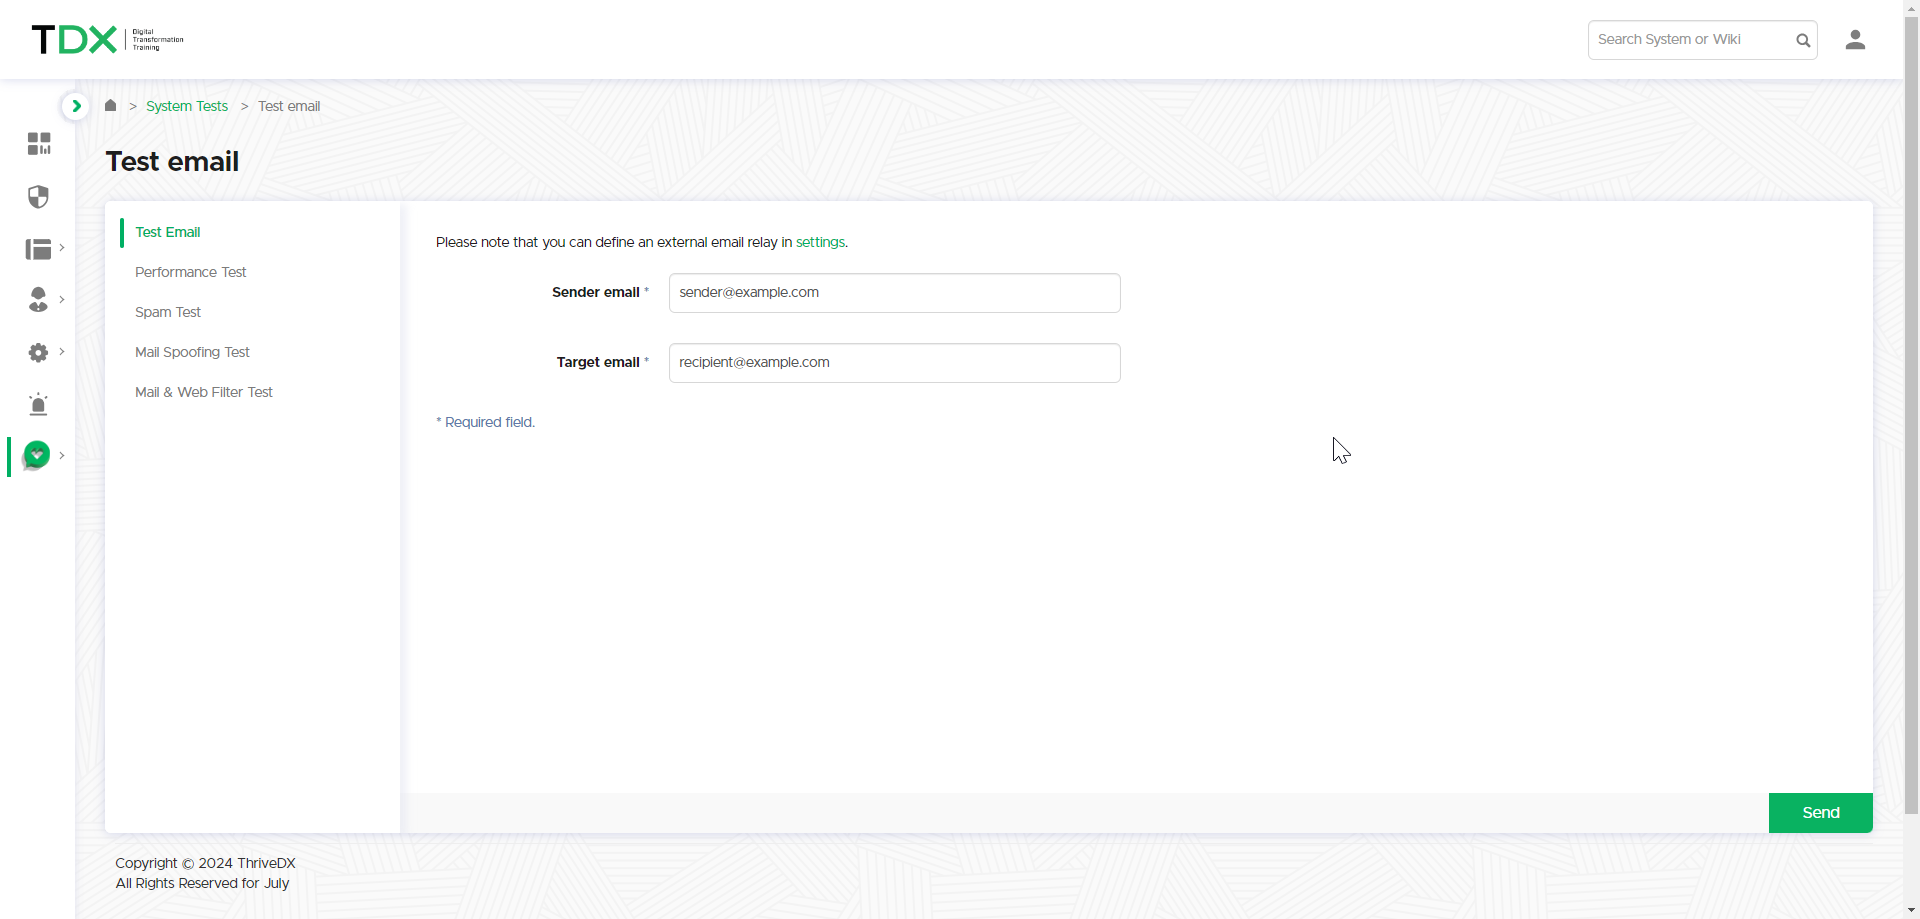 TDX
Digital
Transformation
Training
Search System or Wiki
> System Tests > Test email
Test email
Test Email
Performance Test
Spam Test
Mail Spoofing Test
Mail & Web Filter Test
Please note that you can define an external email relay in settings.
Sender email * sender@example.com
Target email * recipient@example.com
* Required field.
Send
Copyright © 2024 ThriveDX
All Rights Reserved for July